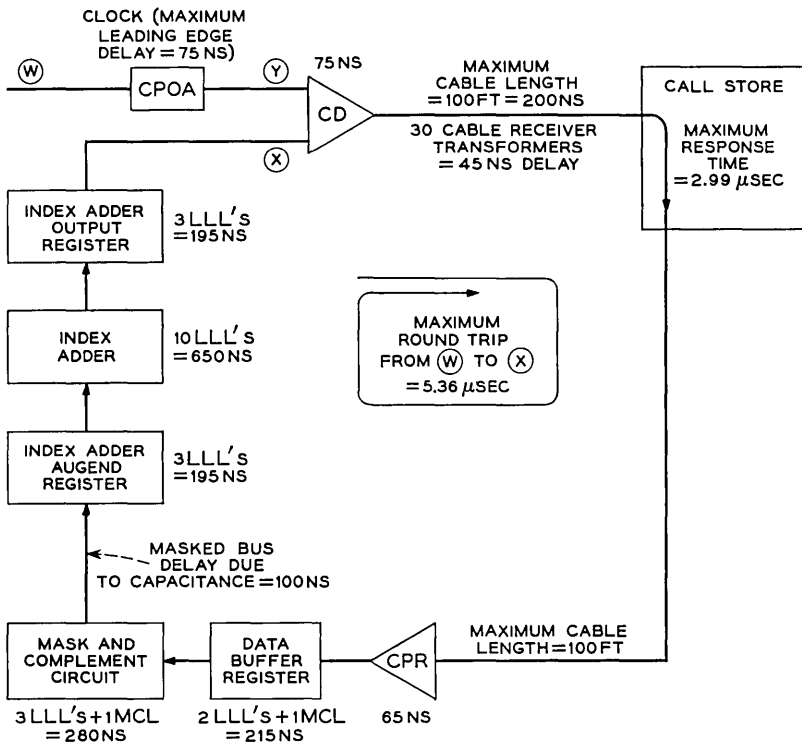 CLOCK (MAXIMUM
LEADING EDGE
DELAY = 75 NS)
W
CPOA
Y
75 NS
CD
X
MAXIMUM
CABLE LENGTH
= 100 FT = 200 NS
30 CABLE RECEIVER
TRANSFORMERS
= 45 NS DELAY
CALL STORE
MAXIMUM
RESPONSE
TIME
= 2.99 μSEC
INDEX ADDER
OUTPUT
REGISTER
3 LLL'S
= 195 NS
INDEX
ADDER
10 LLL'S
= 650 NS
MAXIMUM
ROUND TRIP
FROM W TO X
= 5.36 μSEC
INDEX ADDER
AUGEND
REGISTER
3 LLL'S
= 195 NS
MASKED BUS
DELAY DUE
TO CAPACITANCE = 100 NS
MASK AND
COMPLEMENT
CIRCUIT
3 LLL'S + 1 MCL
= 280 NS
DATA
BUFFER
REGISTER
2 LLL'S + 1 MCL
= 215 NS
CPR
65 NS
MAXIMUM CABLE
LENGTH = 100 FT